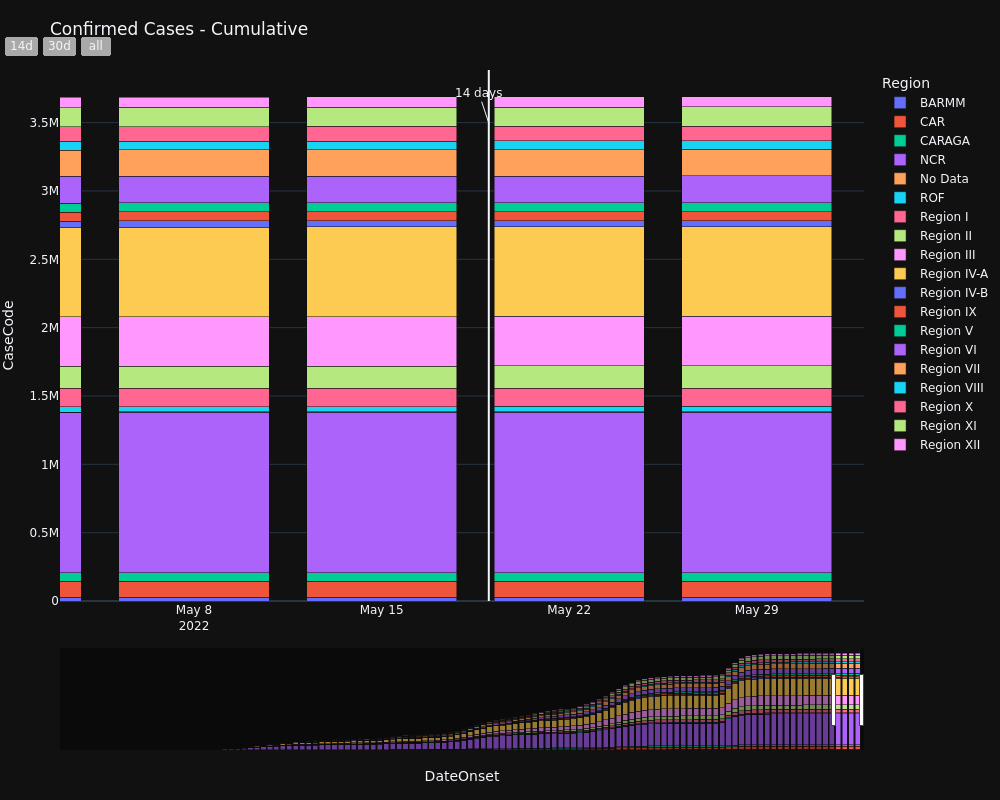 Confirmed Cases - Cumulative
14d
30d
all
14 days
CaseCode
3.5M
3M
2.5M
2M
1.5M
1M
0.5M
0
May 8
2022
May 15
May 22
May 29
DateOnset
Region
BARMM
CAR
CARAGA
NCR
No Data
ROF
Region I
Region II
Region III
Region IV-A
Region IV-B
Region IX
Region V
Region VI
Region VII
Region VIII
Region X
Region XI
Region XII